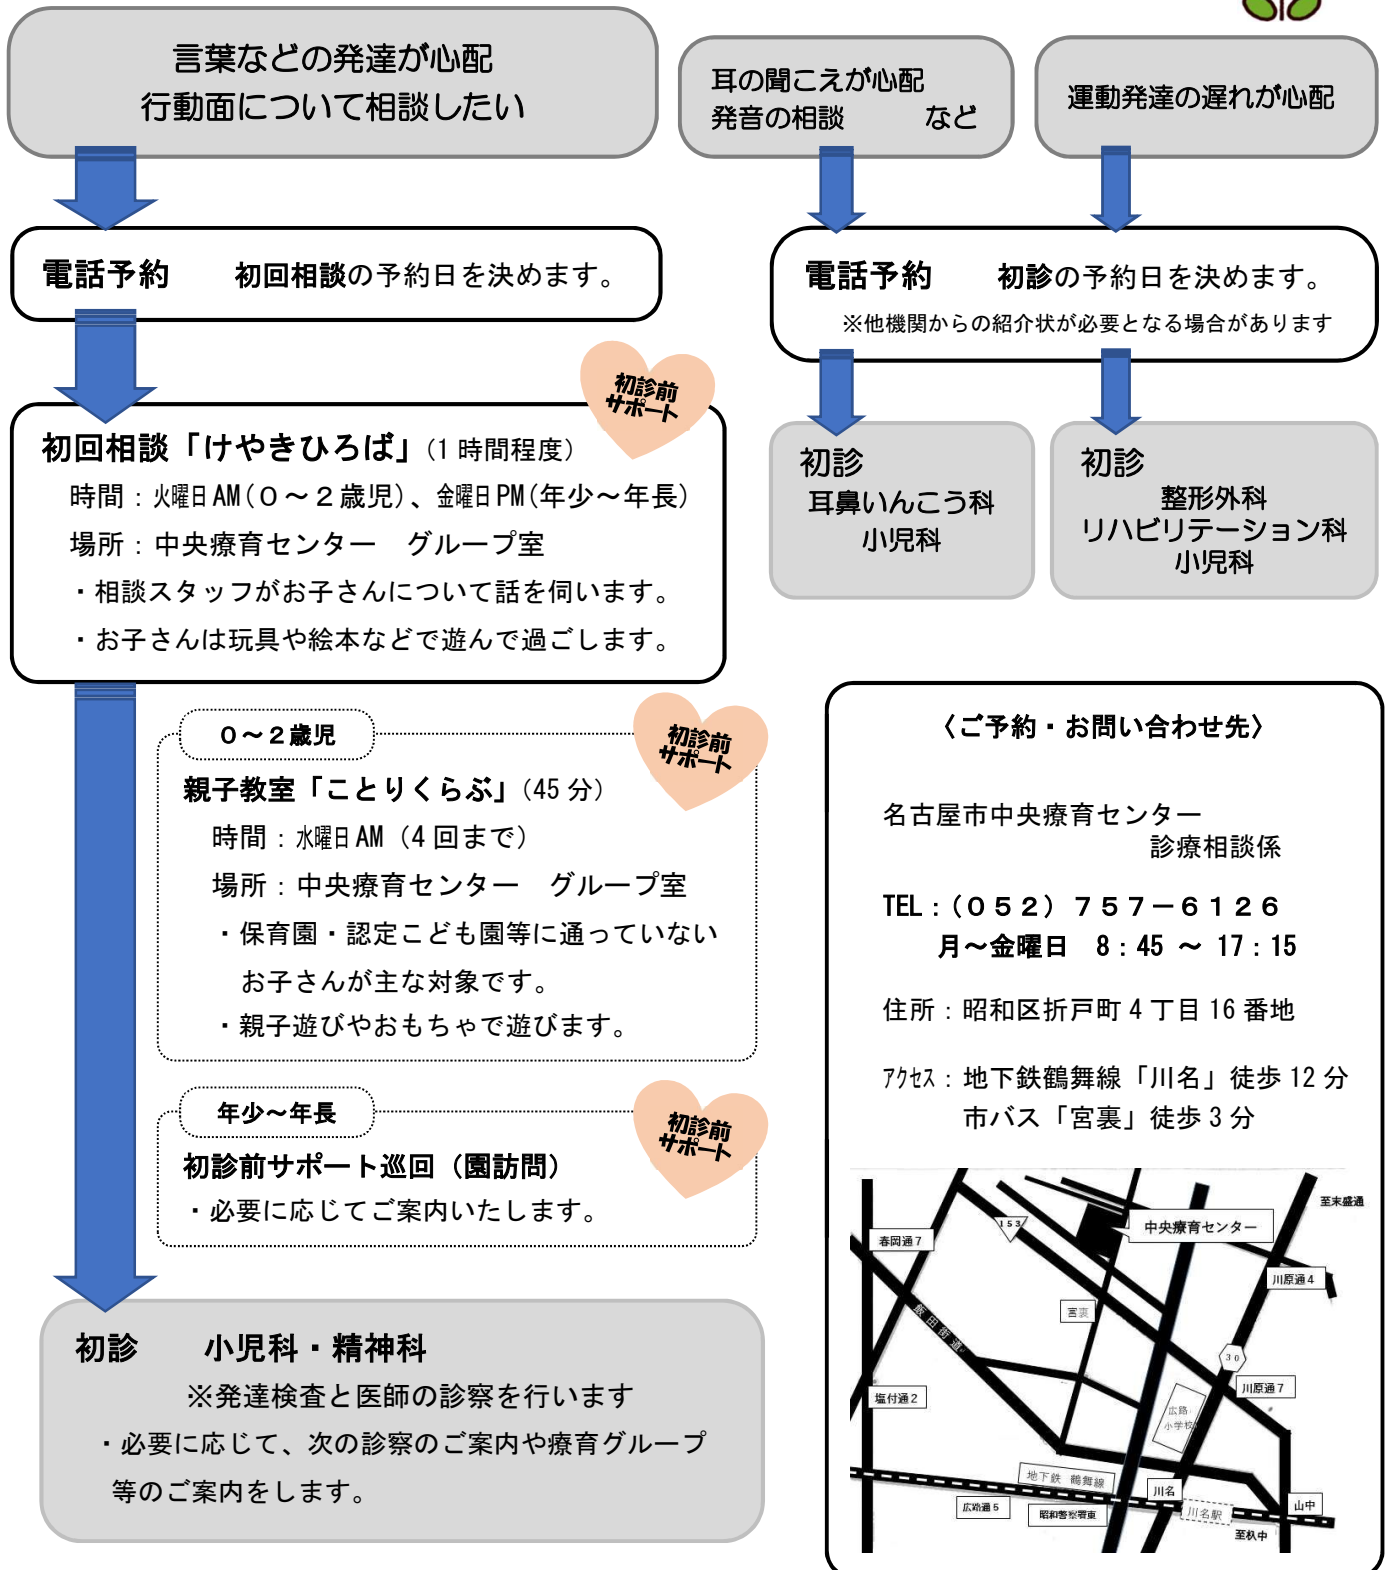 言葉などの発達が心配
行動面について相談したい
耳の聞こえが心配
発音の相談　　　など
運動発達の遅れが心配
電話予約　　初回相談の予約日を決めます。
電話予約　　初診の予約日を決めます。
※他機関からの紹介状が必要となる場合があります
初診前
サポート
初回相談「けやきひろば」（1時間程度）
時間：火曜日AM（０～２歳児）、金曜日PM（年少～年長）
場所：中央療育センター　グループ室
・相談スタッフがお子さんについて話を伺います。
・お子さんは玩具や絵本などで遊んで過ごします。
初診
耳鼻いんこう科
小児科
初診
整形外科
リハビリテーション科
小児科
０～２歳児
初診前
サポート
親子教室「ことりくらぶ」（45分）
時間：水曜日AM（4回まで）
場所：中央療育センター　グループ室
・保育園・認定こども園等に通っていない
お子さんが主な対象です。
・親子遊びやおもちゃで遊びます。
年少～年長
初診前
サポート
初診前サポート巡回（園訪問）
・必要に応じてご案内いたします。
初診　　小児科・精神科
※発達検査と医師の診察を行います
・必要に応じて、次の診察のご案内や療育グループ
等のご案内をします。
〈ご予約・お問い合わせ先〉
名古屋市中央療育センター
診療相談係
TEL：（０５２）７５７－６１２６
月～金曜日　8：45 ～ 17：15
住所：昭和区折戸町4丁目16番地
アクセス：地下鉄鶴舞線「川名」徒歩12分
市バス「宮裏」徒歩3分
至末盛通
153
中央療育センター
春岡通7
川原通4
宮裏
飯田街道
30
川原通7
塩付通2
広路
小学校
地下鉄 鶴舞線
川名
広路通5
昭和警察署東
川名駅
山中
至杁中